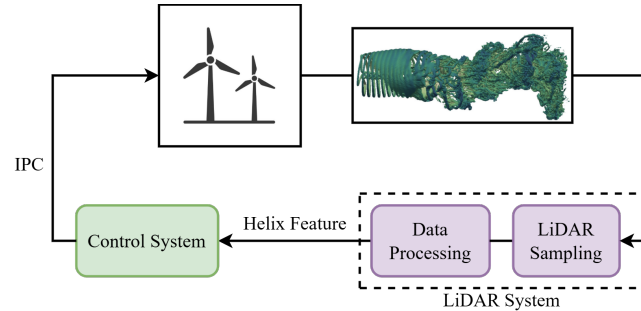 IPC
Control System
Helix Feature
Data
Processing
LiDAR
Sampling
LiDAR System